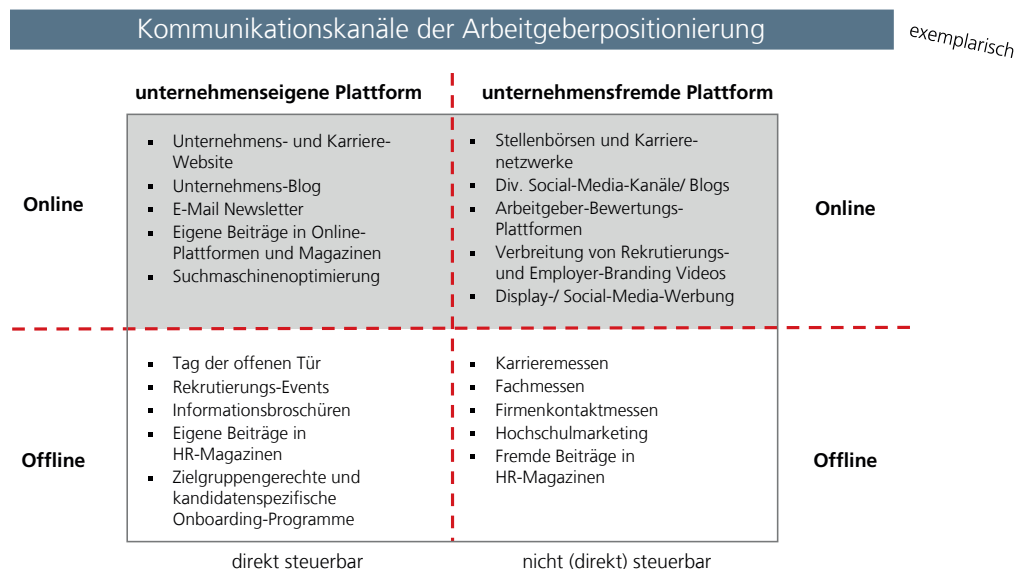 Kommunikationskanäle der Arbeitgeberpositionierung
exemplarisch
unternehmenseigene Plattform
unternehmensfremde Plattform
Online
▪ Unternehmens- und Karriere-
Website
▪ Unternehmens-Blog
▪ E-Mail Newsletter
▪ Eigene Beiträge in Online-
Plattformen und Magazinen
▪ Suchmaschinenoptimierung
▪ Stellenbörsen und Karriere-
netzwerke
▪ Div. Social-Media-Kanäle/ Blogs
▪ Arbeitgeber-Bewertungs-
Plattformen
▪ Verbreitung von Rekrutierungs-
und Employer-Branding Videos
▪ Display-/ Social-Media-Werbung
Online
Offline
▪ Tag der offenen Tür
▪ Rekrutierungs-Events
▪ Informationsbroschüren
▪ Eigene Beiträge in
HR-Magazinen
▪ Zielgruppengerechte und
kandidatenspezifische
Onboarding-Programme
▪ Karrieremessen
▪ Fachmessen
▪ Firmenkontaktmessen
▪ Hochschulmarketing
▪ Fremde Beiträge in
HR-Magazinen
Offline
direkt steuerbar
nicht (direkt) steuerbar